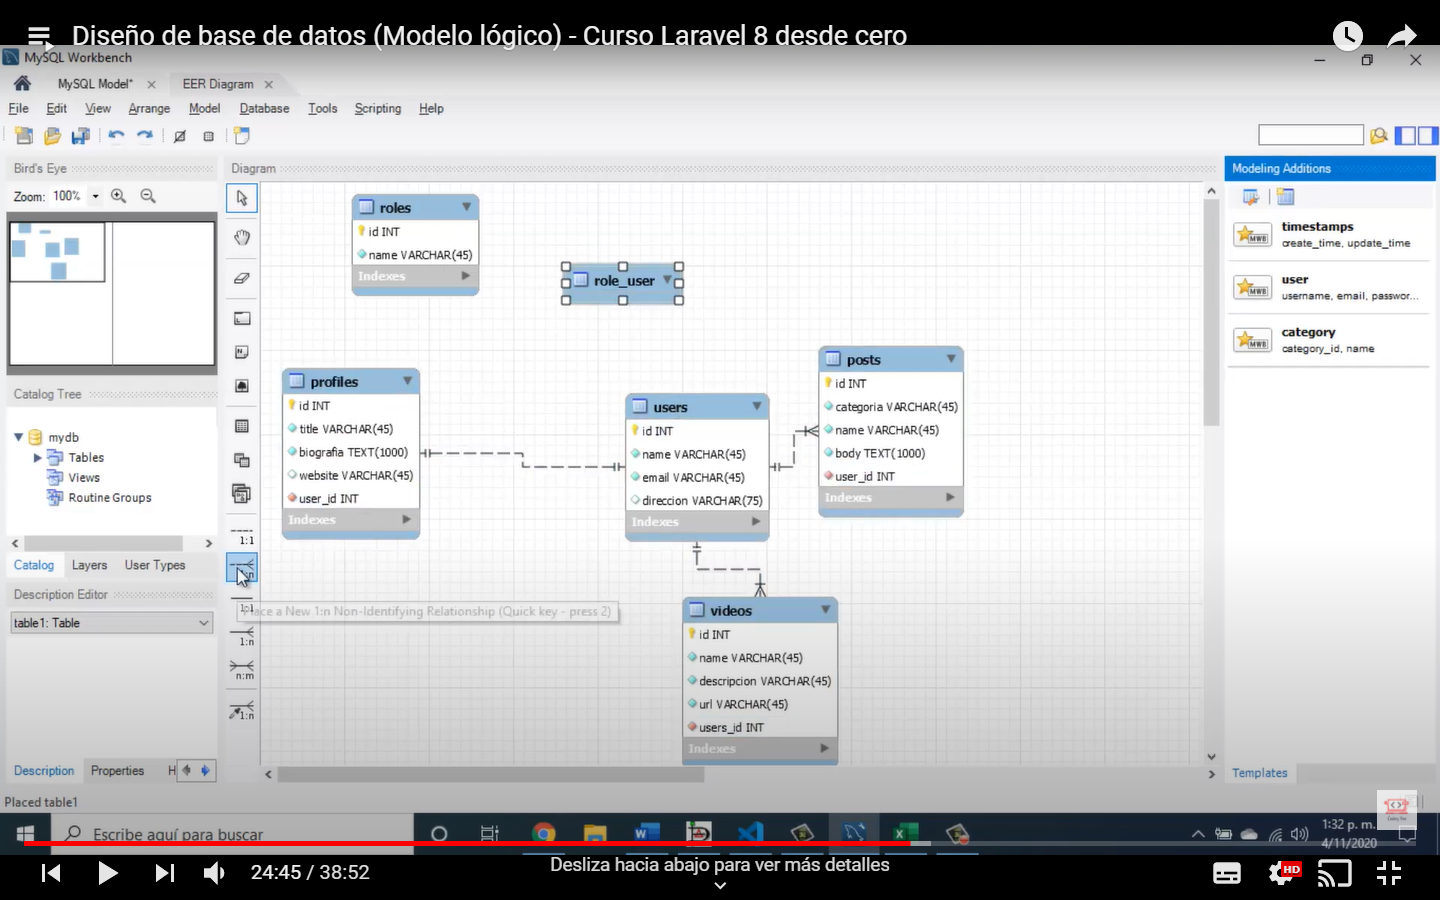 Diseño de base de datos (Modelo lógico) - Curso Laravel 8 desde cero
MySQL Workbench
MySQL Model*
EER Diagram
File Edit View Arrange Model Database Tools Scripting Help
Bird's Eye
Zoom: 100%
Catalog Tree
mydb
Tables
Views
Routine Groups
Catalog Layers User Types
Description Editor
table1: Table
Description Properties H
Placed table1
Diagram
1:1
1:n
n:m
1:n
Place a New 1:n Non-Identifying Relationship (Quick key - press 2)
roles
id INT
name VARCHAR(45)
Indexes
role_user
profiles
id INT
title VARCHAR(45)
biografia TEXT(1000)
website VARCHAR(45)
user_id INT
Indexes
users
id INT
name VARCHAR(45)
email VARCHAR(45)
direccion VARCHAR(75)
Indexes
posts
id INT
categoria VARCHAR(45)
name VARCHAR(45)
body TEXT(1000)
user_id INT
Indexes
videos
id INT
name VARCHAR(45)
descripcion VARCHAR(45)
url VARCHAR(45)
users_id INT
Indexes
Modeling Additions
timestamps
create_time, update_time
user
username, email, passwor...
category
category_id, name
Templates
Escribe aquí para buscar
1:32 p. m.
4/11/2020
24:45 / 38:52
Desliza hacia abajo para ver más detalles
HD